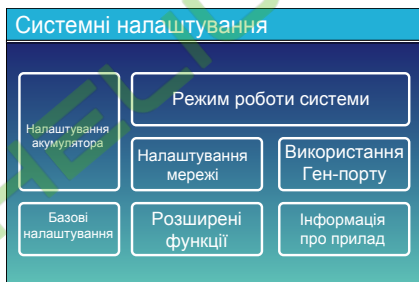 Системні налаштування
Режим роботи системи
Налаштування
акумулятора
Налаштування
мережі
Використання
Ген-порту
Базові
налаштування
Розширені
функції
Інформація
про прилад